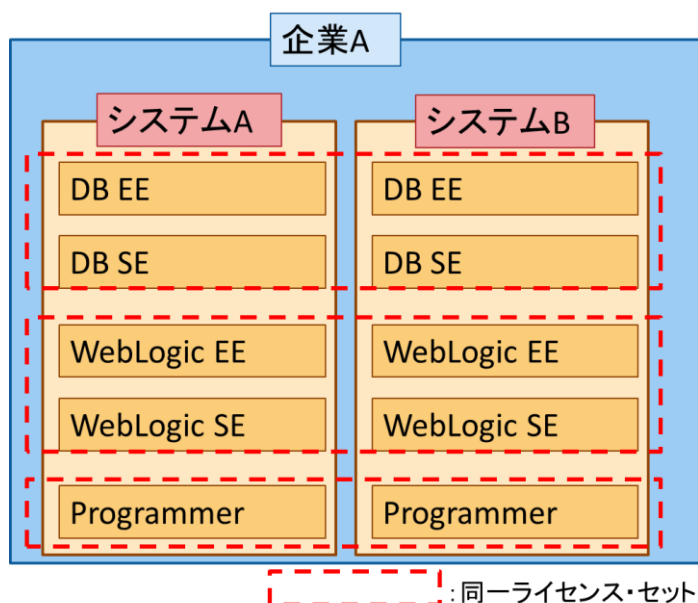 企業A
システムA
DB EE
DB SE
WebLogic EE
WebLogic SE
Programmer
システムB
DB EE
DB SE
WebLogic EE
WebLogic SE
Programmer
:同一ライセンス・セット